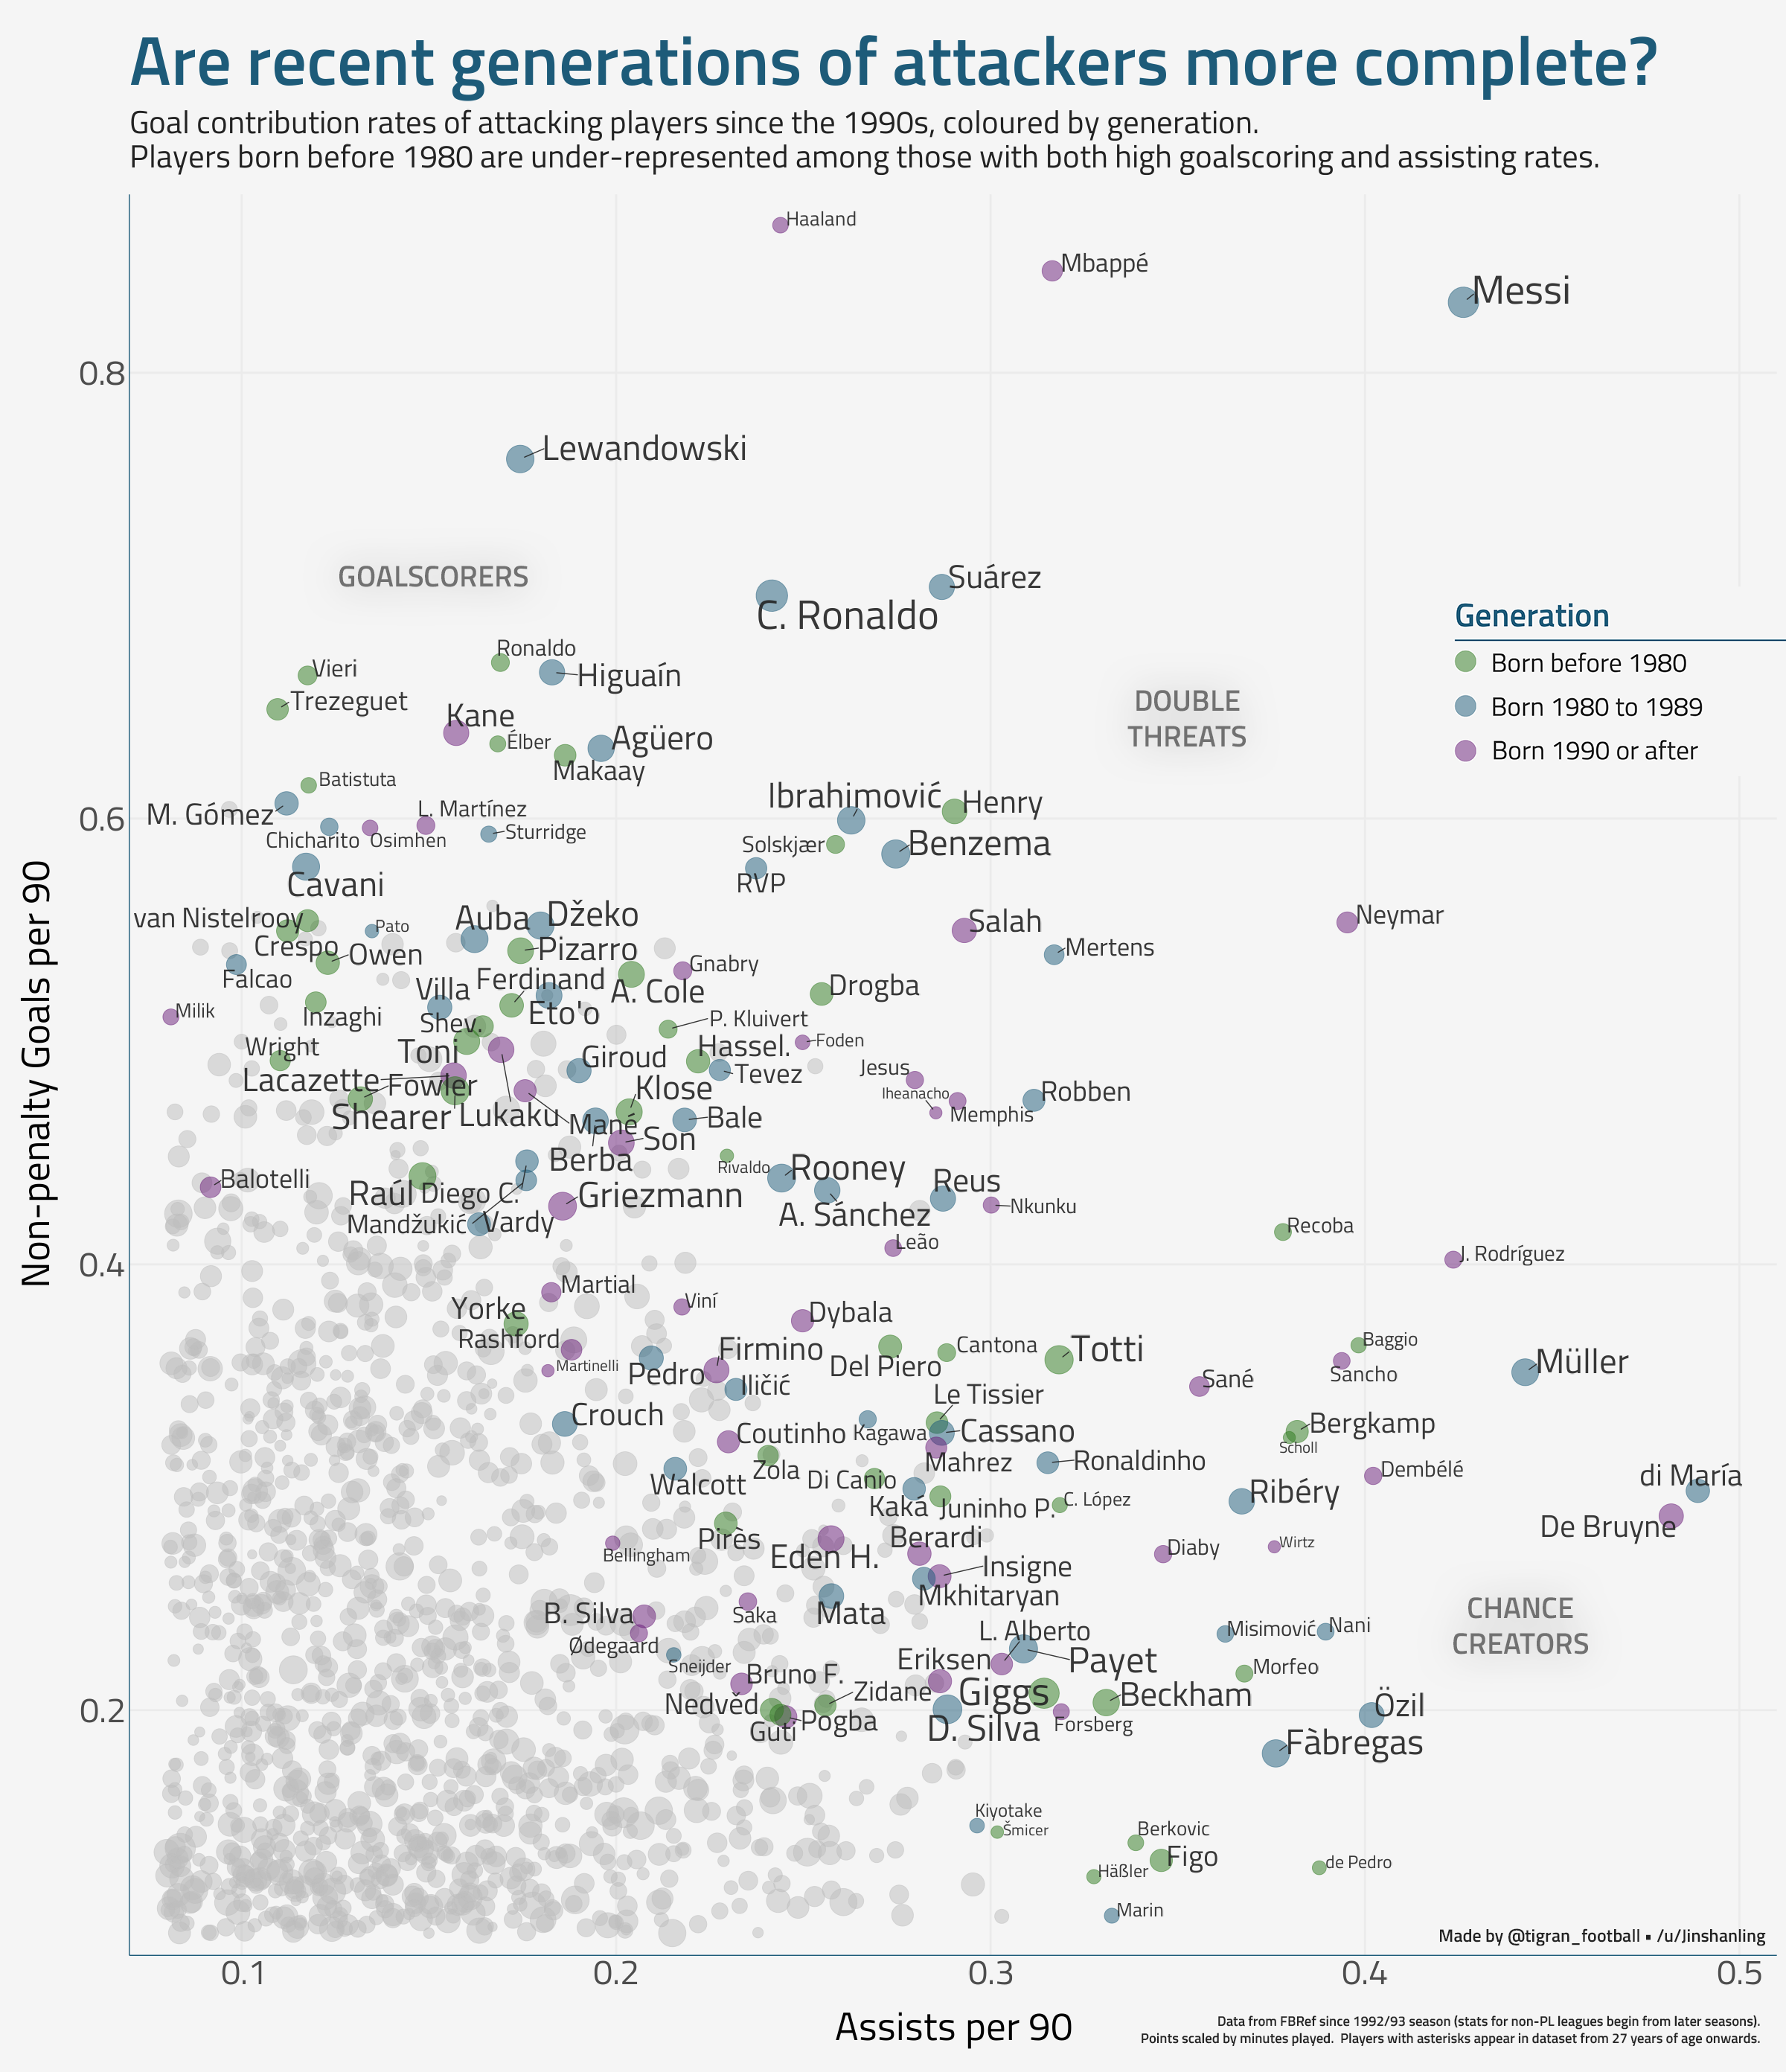 Are recent generations of attackers more complete?
Goal contribution rates of attacking players since the 1990s, coloured by generation.
Players born before 1980 are under-represented among those with both high goalscoring and assisting rates.
Haaland
Mbappé
Messi
0.8
Lewandowski
GOALSCORERS
Suárez
C. Ronaldo
Generation
Born before 1980
Born 1980 to 1989
Born 1990 or after
Ronaldo
Vieri
Higuaín
Trezeguet
DOUBLE
THREATS
Kane
Élber
Agüero
Makaay
Batistuta
Ibrahimović
Henry
M. Gómez
L. Martínez
0.6
Chicharito
Osimhen
Sturridge
Solskjær
Benzema
Cavani
RVP
van Nistelrooy
Pato
Auba
Džeko
Salah
Neymar
Crespo
Owen
Pizarro
Mertens
Falcao
Ferdinand
Gnabry
Villa
A. Cole
Drogba
Milik
Inzaghi
Shev.
Eto'o
P. Kluivert
Wright
Toni
Giroud
Hassel.
Foden
Tevez
Jesus
Lacazette
Fowler
Klose
Iheanacho
Robben
Shearer
Lukaku
Mané
Bale
Memphis
Son
Berba
Rivaldo
Rooney
Balotelli
Raúl
Diego C.
Griezmann
Reus
A. Sánchez
Nkunku
Mandžukić
Vardy
Recoba
Leão
0.4
J. Rodríguez
Martial
Viní
Yorke
Dybala
Rashford
Firmino
Cantona
Totti
Baggio
Martinelli
Pedro
Del Piero
Sancho
Müller
Iličić
Sané
Le Tissier
Crouch
Kagawa
Cassano
Bergkamp
Coutinho
Scholl
Zola
Mahrez
Ronaldinho
Walcott
Di Canio
Dembélé
di María
Kaká
Juninho P.
C. López
Ribéry
Pirès
Berardi
De Bruyne
Bellingham
Eden H.
Diaby
Wirtz
Insigne
Mkhitaryan
B. Silva
Saka
Mata
CHANCE
CREATORS
Ødegaard
L. Alberto
Misimović
Nani
Sneijder
Eriksen
Payet
Bruno F.
Morfeo
Nedvěd
Zidane
Giggs
Beckham
Özil
0.2
Guti
Pogba
D. Silva
Forsberg
Fàbregas
Kiyotake
Šmicer
Berkovic
Figo
Häßler
de Pedro
Marin
Made by @tigran_football ▪ /u/Jinshanling
0.1
0.2
0.3
0.4
0.5
Non-penalty Goals per 90
Assists per 90
Data from FBRef since 1992/93 season (stats for non-PL leagues begin from later seasons).
Points scaled by minutes played. Players with asterisks appear in dataset from 27 years of age onwards.